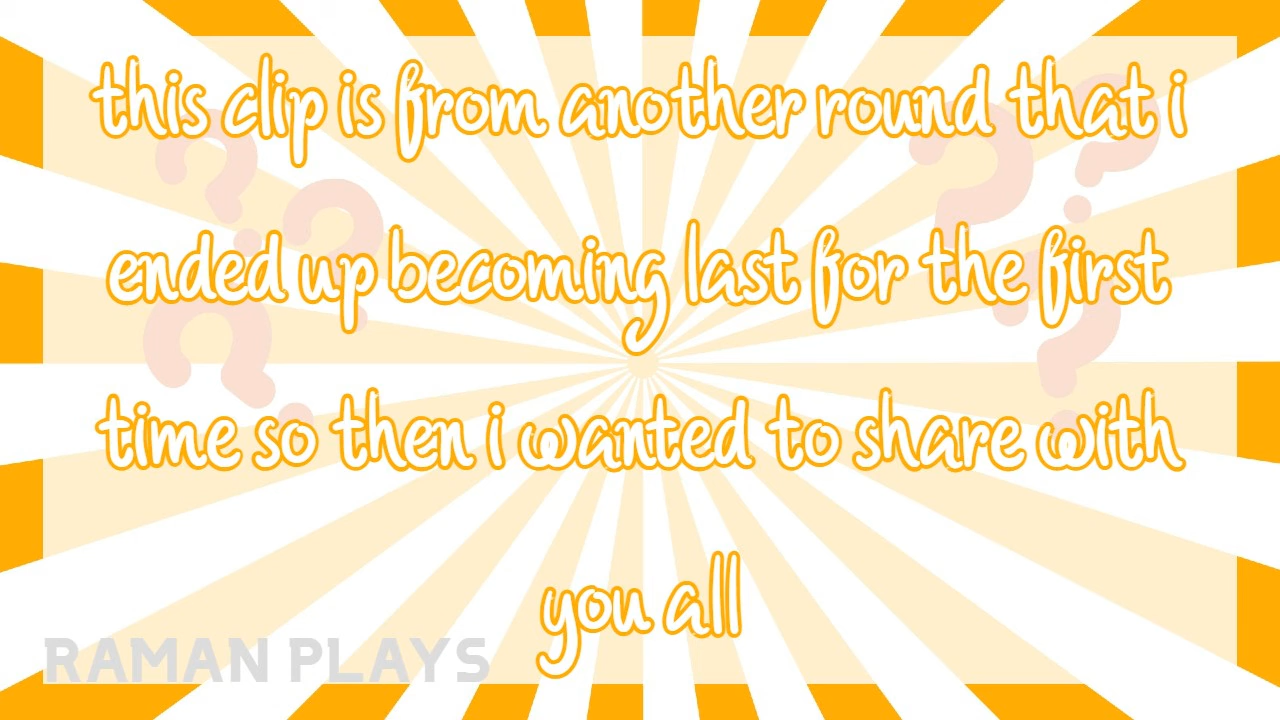 this clip is from another round that i
ended up becoming last for the first
time so then i wanted to share with
you all
RAMAN PLAYS